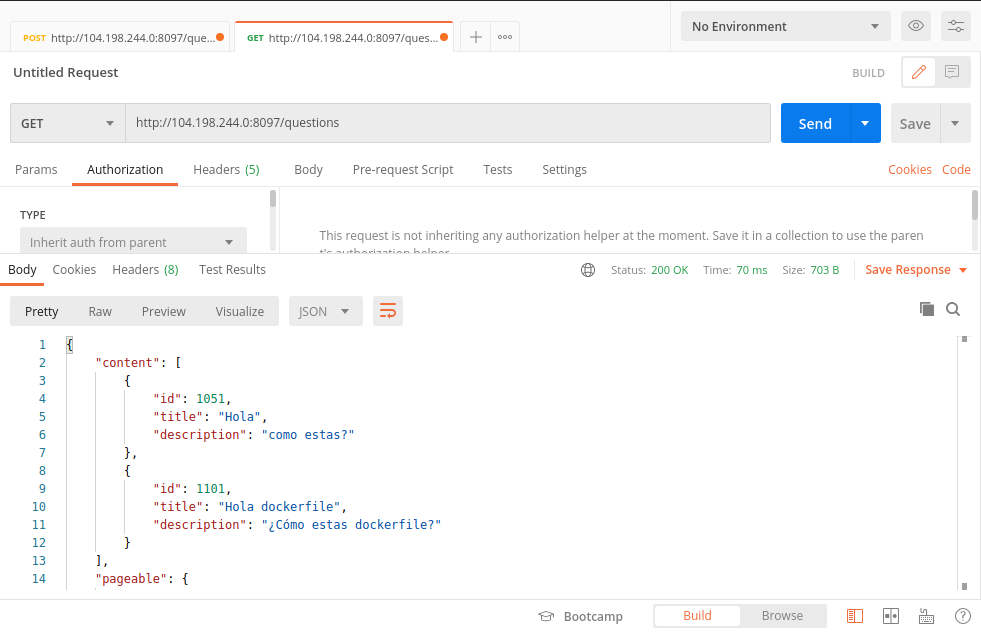 POST http://104.198.244.0:8097/que...
GET http://104.198.244.0:8097/ques...
No Environment
Untitled Request
BUILD
GET
http://104.198.244.0:8097/questions
Send
Save
Params Authorization Headers (5) Body Pre-request Script Tests Settings Cookies Code
TYPE
Inherit auth from parent
This request is not inheriting any authorization helper at the moment. Save it in a collection to use the paren
t's authorization helper.
Body Cookies Headers (8) Test Results Status: 200 OK Time: 70 ms Size: 703 B Save Response
Pretty Raw Preview Visualize JSON
1 {
2 "content": [
3 {
4 "id": 1051,
5 "title": "Hola",
6 "description": "como estas?"
7 },
8 {
9 "id": 1101,
10 "title": "Hola dockerfile",
11 "description": "¿Cómo estas dockerfile?"
12 }
13 ],
14 "pageable": {
Bootcamp Build Browse